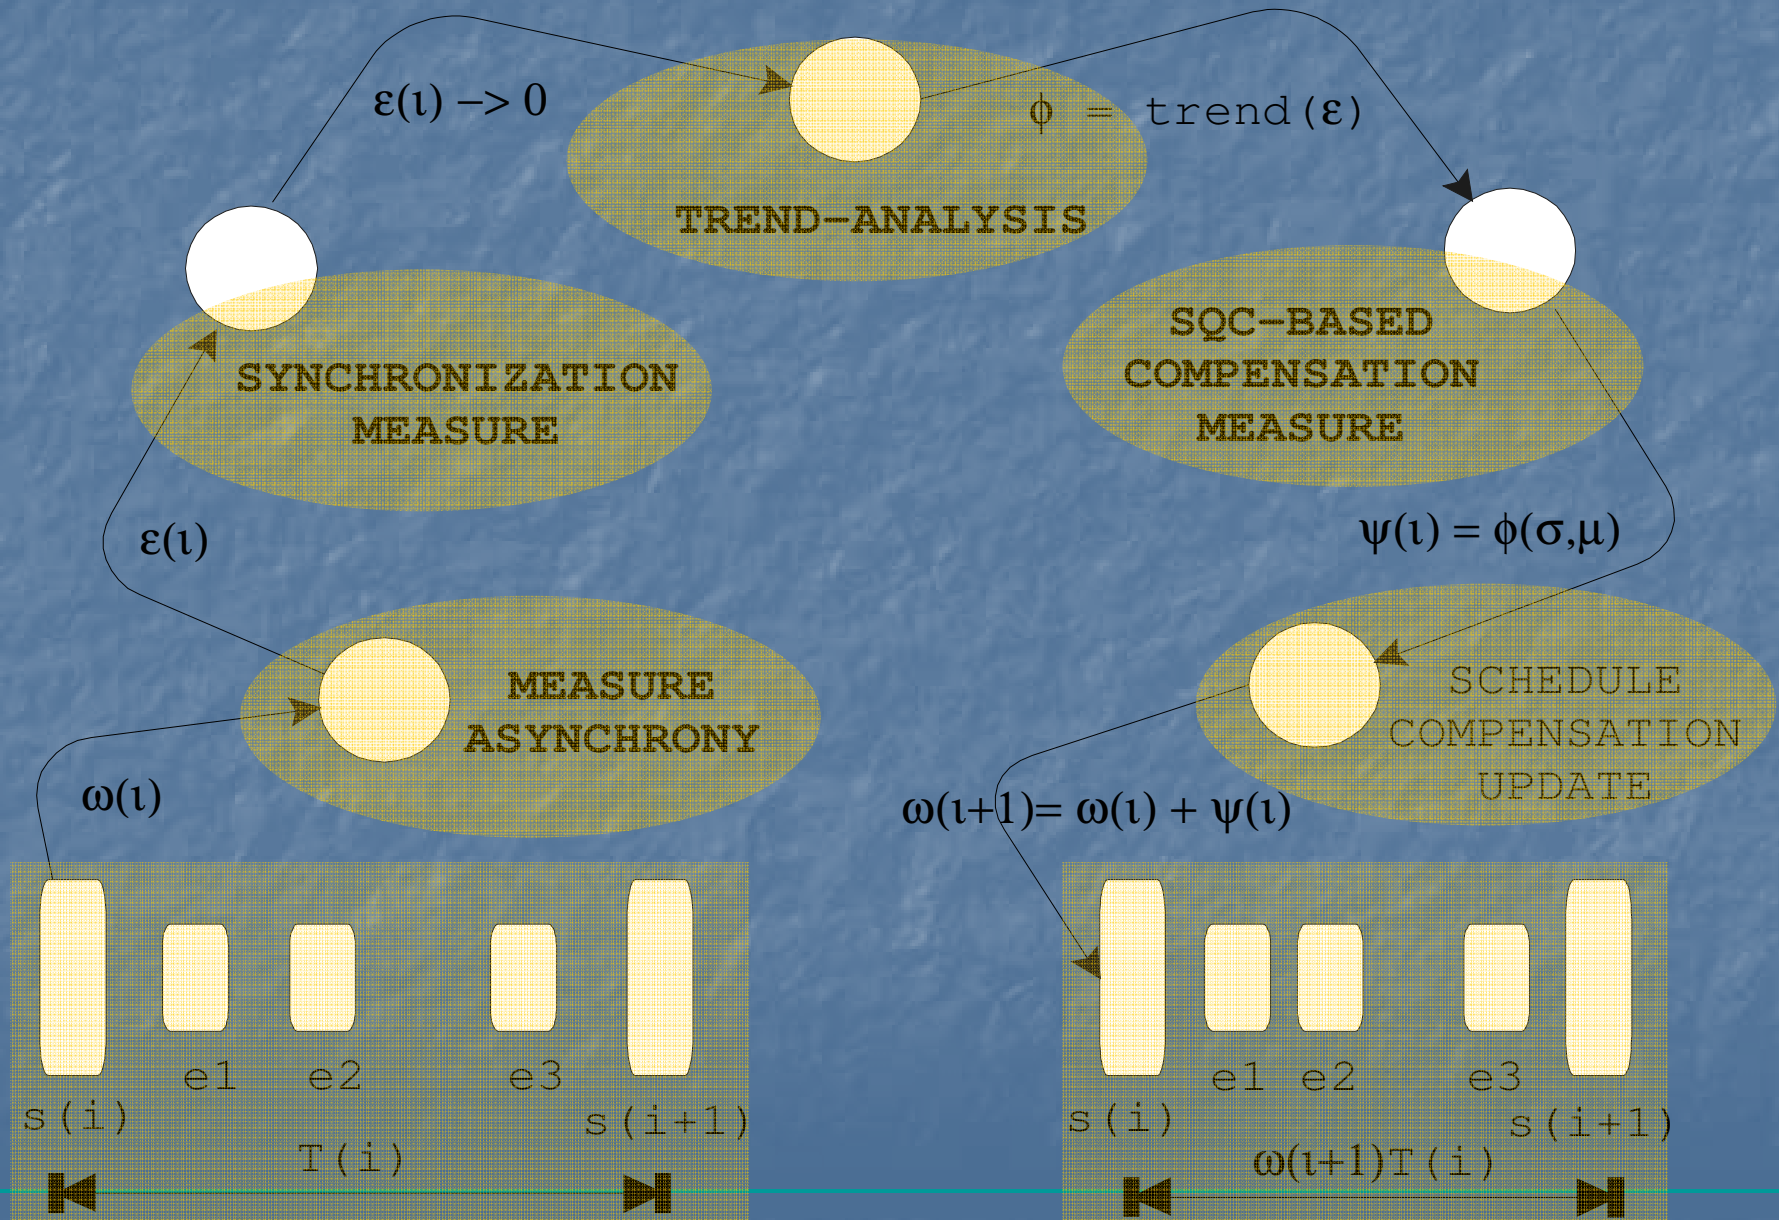 ε(ι) –> 0
ϕ = trend(ε)
TREND–ANALYSIS
SYNCHRONIZATION
MEASURE
SQC–BASED
COMPENSATION
MEASURE
ε(ι)
ψ(ι) = ϕ(σ,μ)
MEASURE
ASYNCHRONY
SCHEDULE
COMPENSATION
UPDATE
ω(ι)
ω(ι+1)= ω(ι) + ψ(ι)
e1 e2 e3
s(i) s(i+1)
T(i)
e1 e2 e3
s(i) s(i+1)
ω(ι+1)T(i)